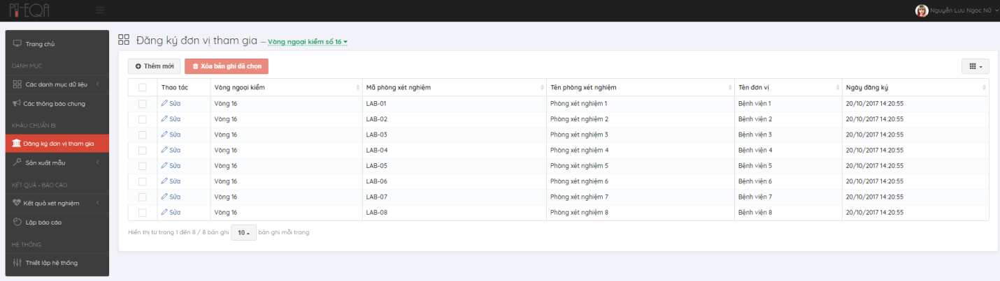 PT-EQA
Nguyễn Lưu Ngọc Nữ
Trang chủ
DANH MỤC
Các danh mục dữ liệu
Các thông báo chung
KHÂU CHUẨN BỊ
Đăng ký đơn vị tham gia
Sản xuất mẫu
KẾT QUẢ - BÁO CÁO
Kết quả xét nghiệm
Lập báo cáo
HỆ THỐNG
Thiết lập hệ thống
Đăng ký đơn vị tham gia – Vòng ngoại kiểm số 16
Thêm mới Xóa bản ghi đã chọn
Thao tác Vòng ngoại kiểm Mã phòng xét nghiệm Tên phòng xét nghiệm Tên đơn vị Ngày đăng ký
Sửa Vòng 16 LAB-01 Phòng xét nghiệm 1 Bệnh viện 1 20/10/2017 14:20:55
Sửa Vòng 16 LAB-02 Phòng xét nghiệm 2 Bệnh viện 2 20/10/2017 14:20:55
Sửa Vòng 16 LAB-03 Phòng xét nghiệm 3 Bệnh viện 3 20/10/2017 14:20:55
Sửa Vòng 16 LAB-04 Phòng xét nghiệm 4 Bệnh viện 4 20/10/2017 14:20:55
Sửa Vòng 16 LAB-05 Phòng xét nghiệm 5 Bệnh viện 5 20/10/2017 14:20:55
Sửa Vòng 16 LAB-06 Phòng xét nghiệm 6 Bệnh viện 6 20/10/2017 14:20:55
Sửa Vòng 16 LAB-07 Phòng xét nghiệm 7 Bệnh viện 7 20/10/2017 14:20:55
Sửa Vòng 16 LAB-08 Phòng xét nghiệm 8 Bệnh viện 8 20/10/2017 14:20:55
Hiển thị từ trang 1 đến 8 / 8 bản ghi 10 bản ghi mỗi trang